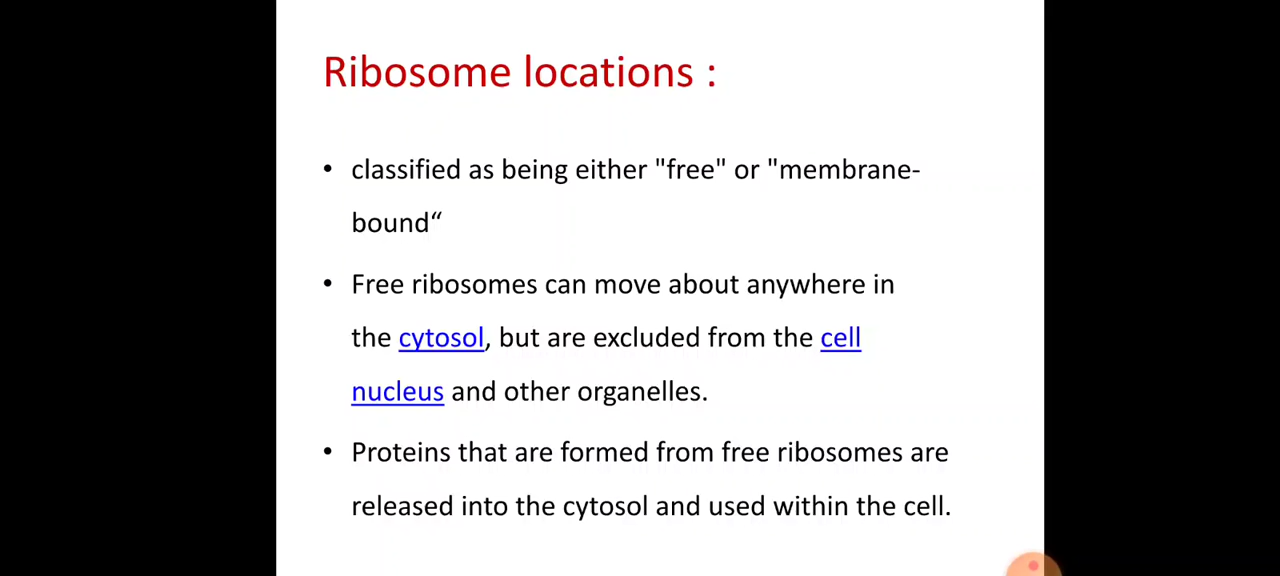 Ribosome locations :
• classified as being either "free" or "membrane-
bound“
• Free ribosomes can move about anywhere in
the cytosol, but are excluded from the cell
nucleus and other organelles.
• Proteins that are formed from free ribosomes are
released into the cytosol and used within the cell.